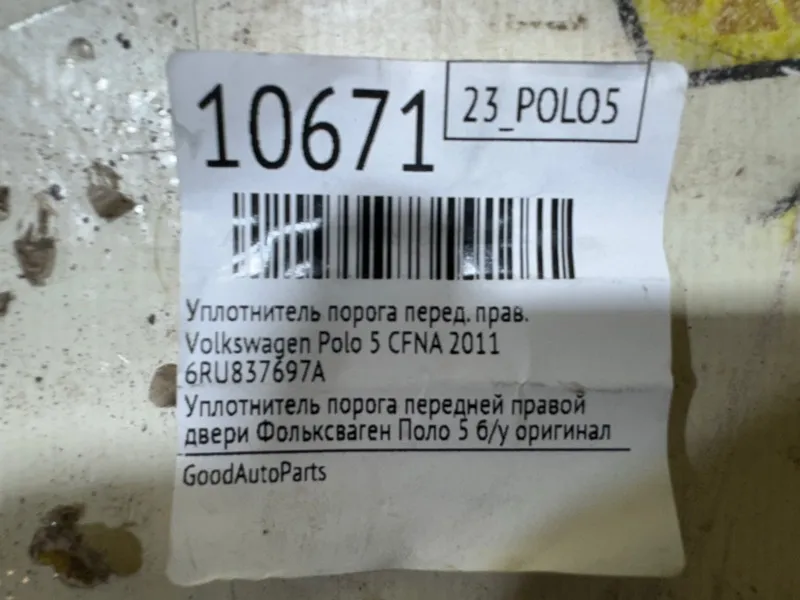 10671
23_POLO5
Уплотнитель порога перед. прав.
Volkswagen Polo 5 CFNA 2011
6RU837697A
Уплотнитель порога передней правой
двери Фольксваген Поло 5 б/у оригинал
GoodAutoParts